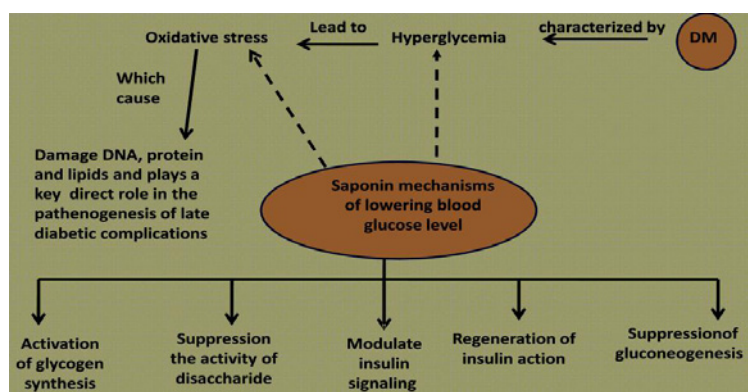 Oxidative stress
Lead to
Hyperglycemia
characterized by
DM
Which
cause
Damage DNA, protein
and lipids and plays a
key direct role in the
pathenogenesis of late
diabetic complications
Saponin mechanisms
of lowering blood
glucose level
Activation
of glycogen
synthesis
Suppression
the activity of
disaccharide
Modulate
insulin
signaling
Regeneration of
insulin action
Suppressionof
gluconeogenesis